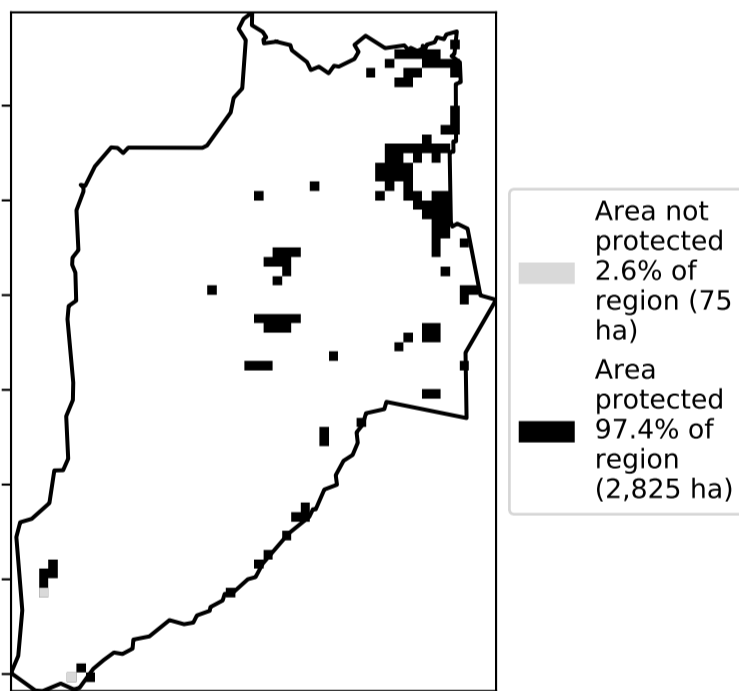 Area not
protected
2.6% of
region (75
ha)
Area
protected
97.4% of
region
(2,825 ha)